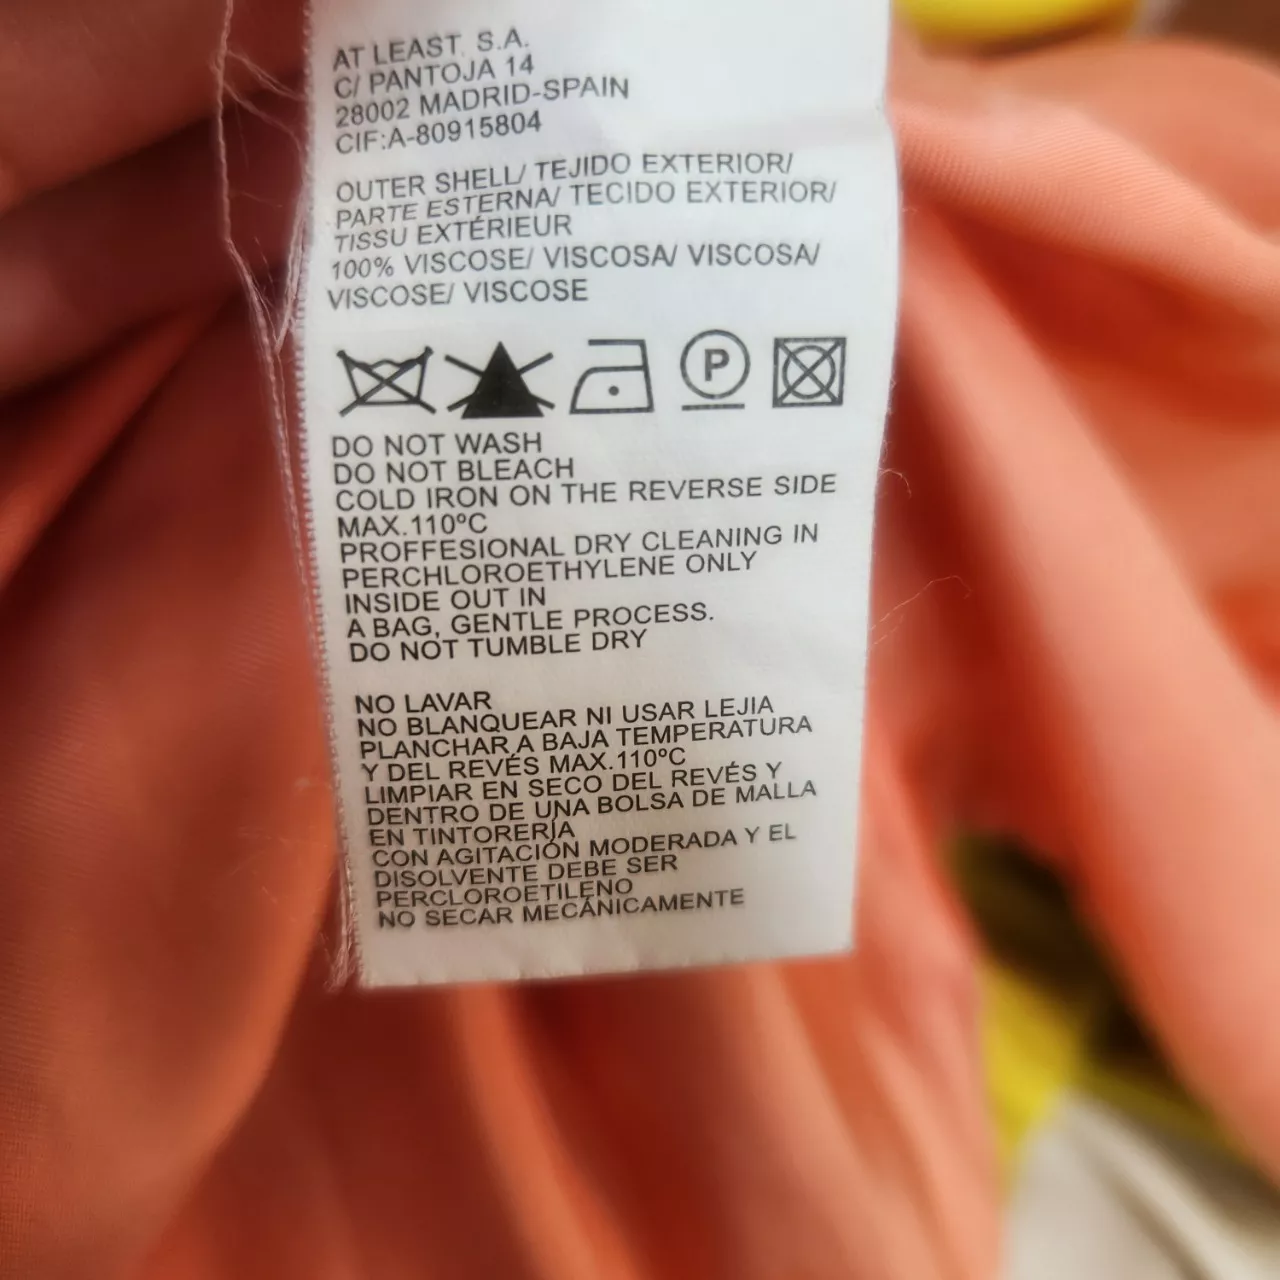 AT LEAST, S.A.
C/ PANTOJA 14
28002 MADRID-SPAIN
CIF:A-80915804
OUTER SHELL/ TEJIDO EXTERIOR/
PARTE ESTERNA/ TECIDO EXTERIOR/
TISSU EXTÉRIEUR
100% VISCOSE/ VISCOSA/ VISCOSA/
VISCOSE/ VISCOSE
P
DO NOT WASH
DO NOT BLEACH
COLD IRON ON THE REVERSE SIDE
MAX.110ºC
PROFFESIONAL DRY CLEANING IN
PERCHLOROETHYLENE ONLY
INSIDE OUT IN
A BAG, GENTLE PROCESS.
DO NOT TUMBLE DRY
NO LAVAR
NO BLANQUEAR NI USAR LEJIA
PLANCHAR A BAJA TEMPERATURA
Y DEL REVÉS MAX.110ºC
LIMPIAR EN SECO DEL REVÉS Y
DENTRO DE UNA BOLSA DE MALLA
EN TINTORERÍA
CON AGITACIÓN MODERADA Y EL
DISOLVENTE DEBE SER
PERCLOROETILENO
NO SECAR MECÁNICAMENTE